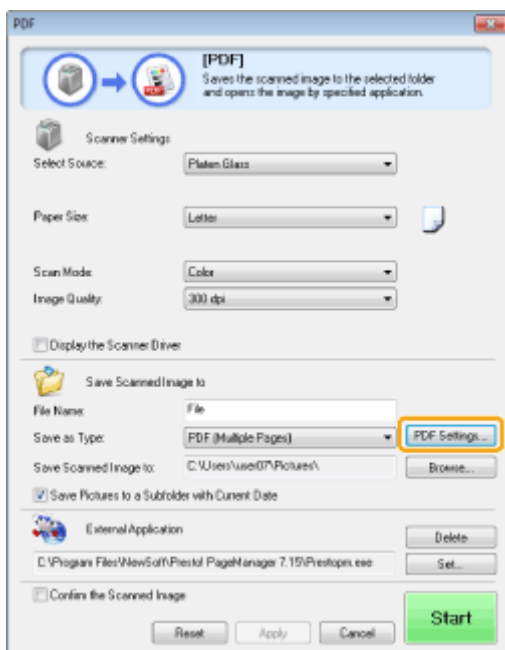 PDF
[PDF]
Saves the scanned image to the selected folder
and opens the image by specified application.
Scanner Settings
Select Source: Platen Glass
Paper Size: Letter
Scan Mode: Color
Image Quality: 300 dpi
Display the Scanner Driver
Save Scanned Image to
File Name: File
Save as Type: PDF (Multiple Pages) PDF Settings...
Save Scanned Image to: C:\Users\user07\Pictures\ Browse...
Save Pictures to a Subfolder with Current Date
External Application
Delete
C:\Program Files\NewSoft\Presto! PageManager 7.15\Prestopm.exe Set...
Confirm the Scanned Image
Start
Reset Apply Cancel